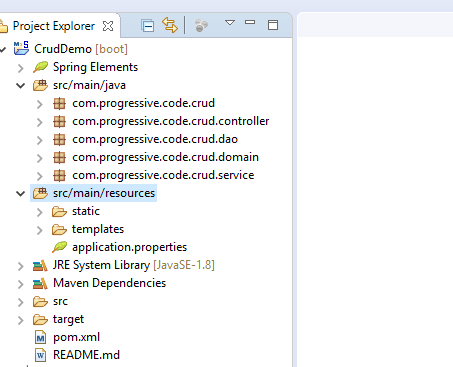 Project Explorer
CrudDemo [boot]
Spring Elements
src/main/java
com.progressive.code.crud
com.progressive.code.crud.controller
com.progressive.code.crud.dao
com.progressive.code.crud.domain
com.progressive.code.crud.service
src/main/resources
static
templates
application.properties
JRE System Library [JavaSE-1.8]
Maven Dependencies
src
target
pom.xml
README.md